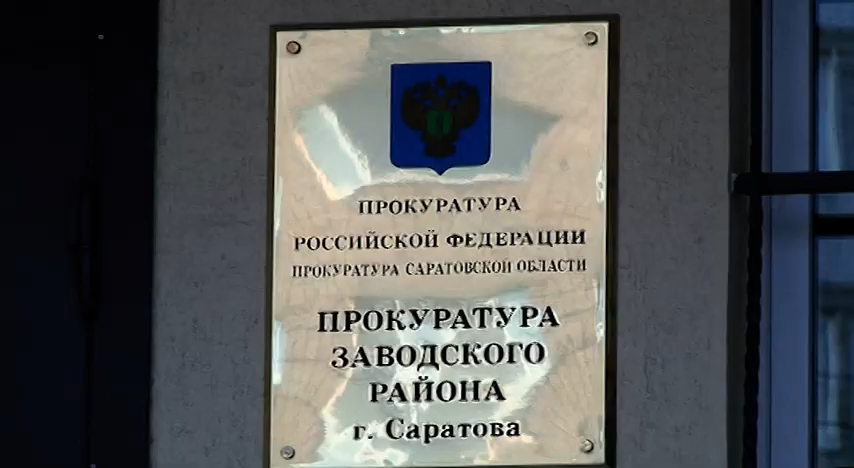 ПРОКУРАТУРА
РОССИЙСКОЙ ФЕДЕРАЦИИ
ПРОКУРАТУРА САРАТОВСКОЙ ОБЛАСТИ
ПРОКУРАТУРА
ЗАВОДСКОГО
РАЙОНА
г. Саратова